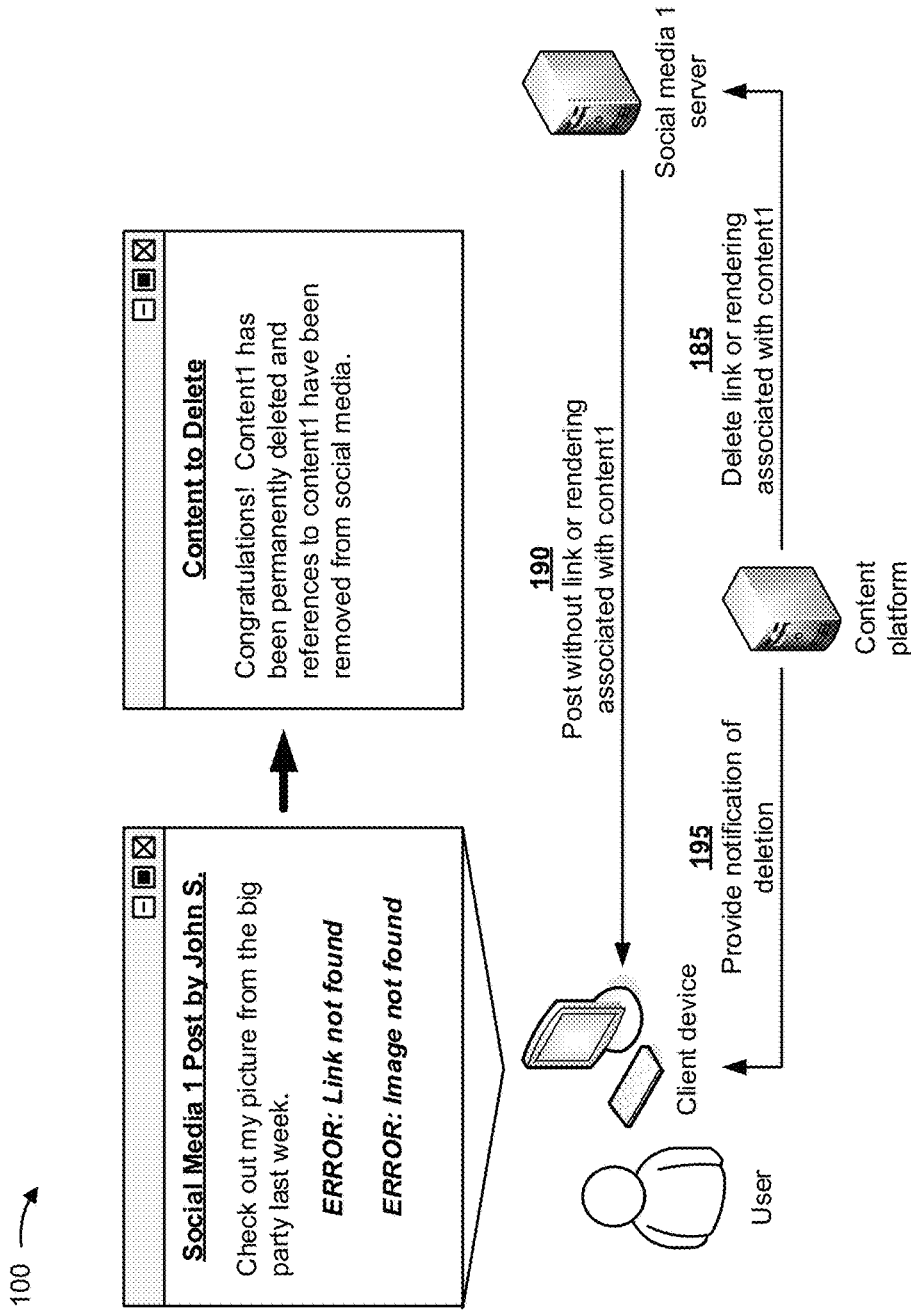 100
Social Media 1 Post by John S.
Check out my picture from the big
party last week.
ERROR: Link not found
ERROR: Image not found
Content to Delete
Congratulations! Content1 has
been permanently deleted and
references to content1 have been
removed from social media.
190
Post without link or rendering
associated with content1
User
Client device
Social media 1
server
195
Provide notification of
deletion
185
Delete link or rendering
associated with content1
Content
platform